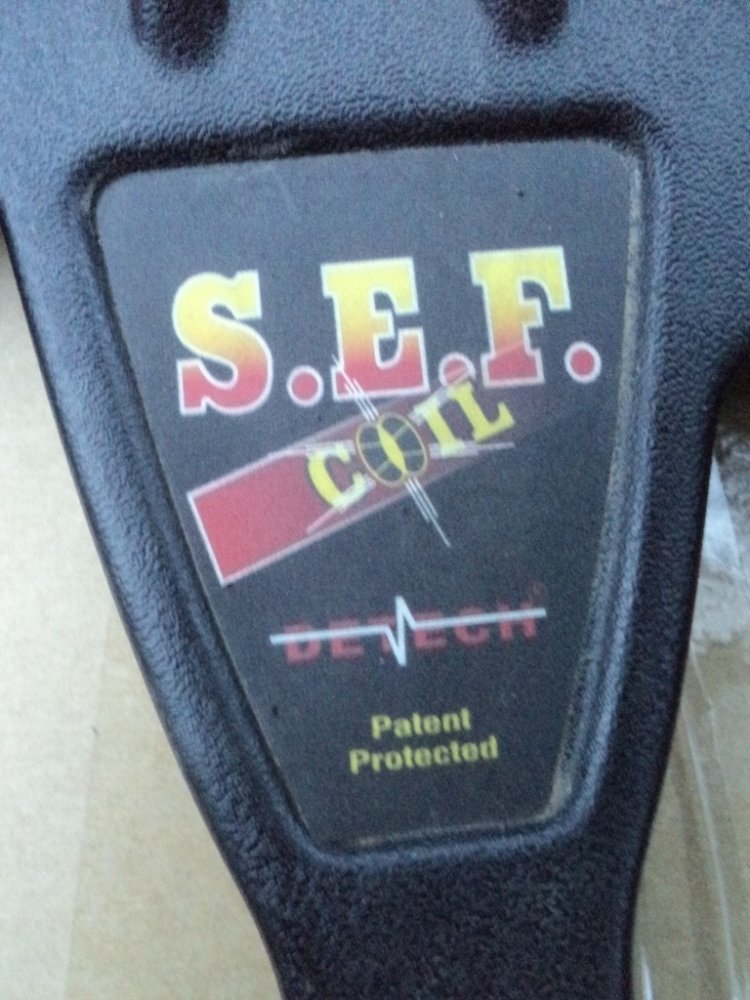 S.E.F.
COIL
DETECH®
Patent
Protected